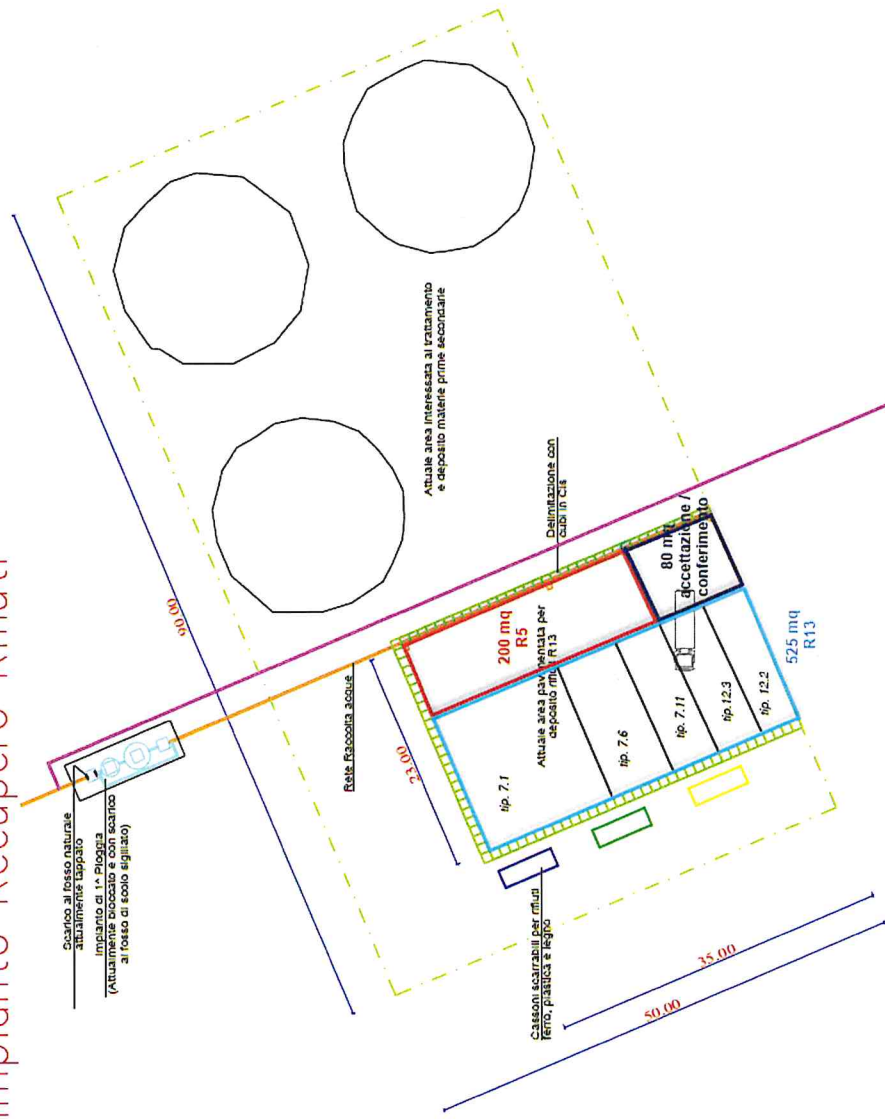 Impianto Recupero Rifiuti
Scarico al fosso naturale
attualmente tappato
Impianto di 1^ Pioggia
(Attualmente bloccato e con scarico
al fosso di scolo sigillato)
90.00
Rete Raccolta acque
23.00
Attuale area interessata al trattamento
e deposito materie prime secondarie
Delimitazione con
cubi in Cls
200 mq
R5
80 mq
accettazione /
conferimento
Attuale area pavimentata per
deposito rifiuti R13
tip. 7.1
tip. 7.6
tip. 7.11
tip.12.3
tip. 12.2
525 mq
R13
Cassoni scarrabili per rifiuti
ferro, plastica e legno
35.00
50.00